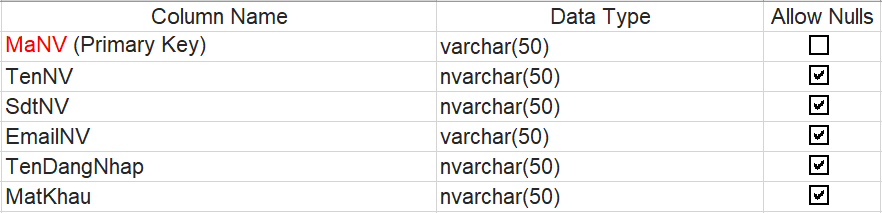 Column Name Data Type Allow Nulls
MaNV (Primary Key) varchar(50)
TenNV nvarchar(50)
SdtNV nvarchar(50)
EmailNV varchar(50)
TenDangNhap nvarchar(50)
MatKhau nvarchar(50)